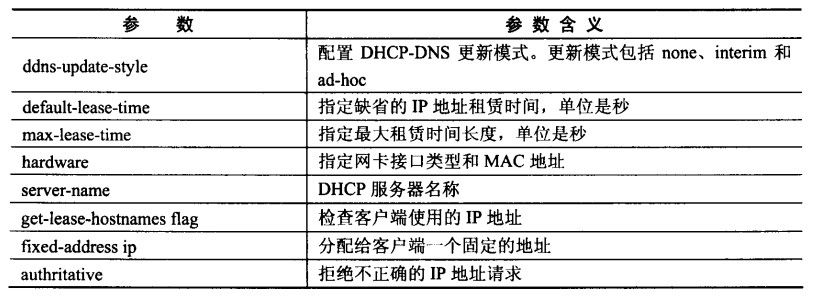 参 数 参 数 含 义
ddns-update-style 配置 DHCP-DNS 更新模式。更新模式包括 none、interim 和
ad-hoc
default-lease-time 指定缺省的 IP 地址租赁时间，单位是秒
max-lease-time 指定最大租赁时间长度，单位是秒
hardware 指定网卡接口类型和 MAC 地址
server-name DHCP 服务器名称
get-lease-hostnames flag 检查客户端使用的 IP 地址
fixed-address ip 分配给客户端一个固定的地址
authritative 拒绝不正确的 IP 地址请求